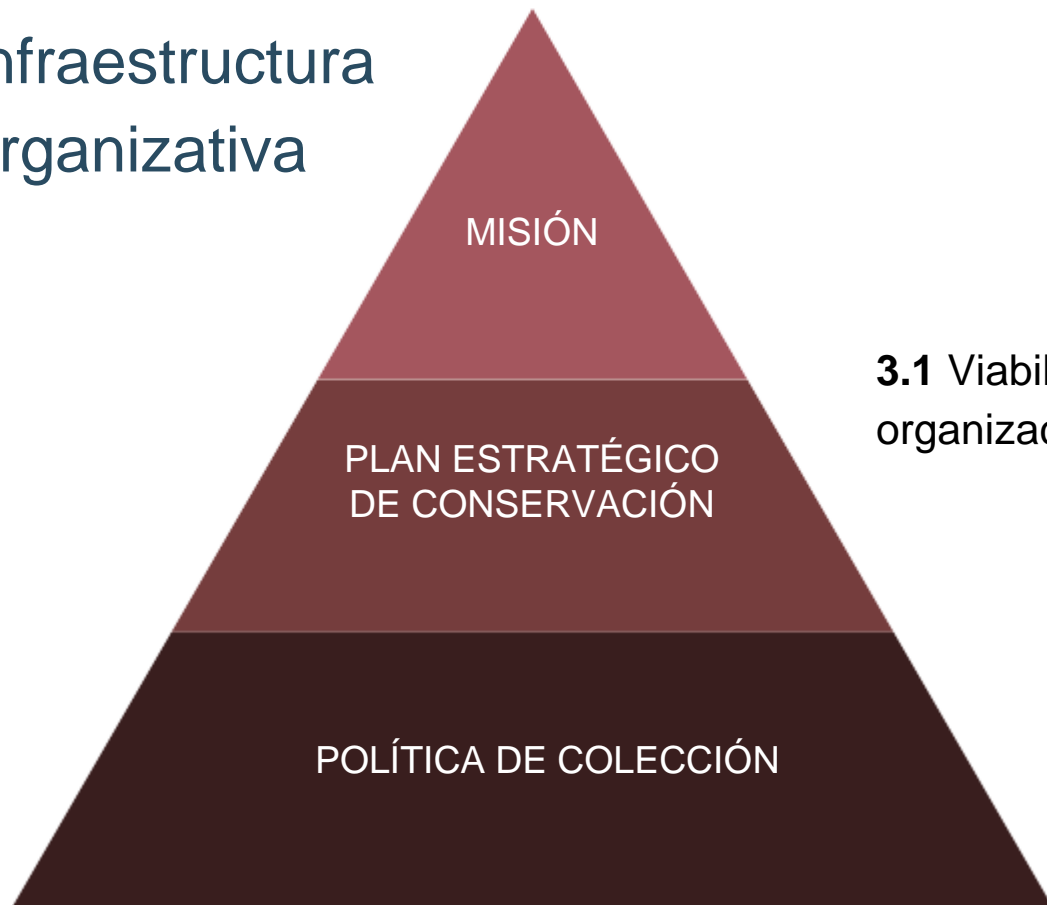 nfraestructura
rganizativa
MISIÓN
3.1 Viabil
organizac
PLAN ESTRATÉGICO
DE CONSERVACIÓN
POLÍTICA DE COLECCIÓN